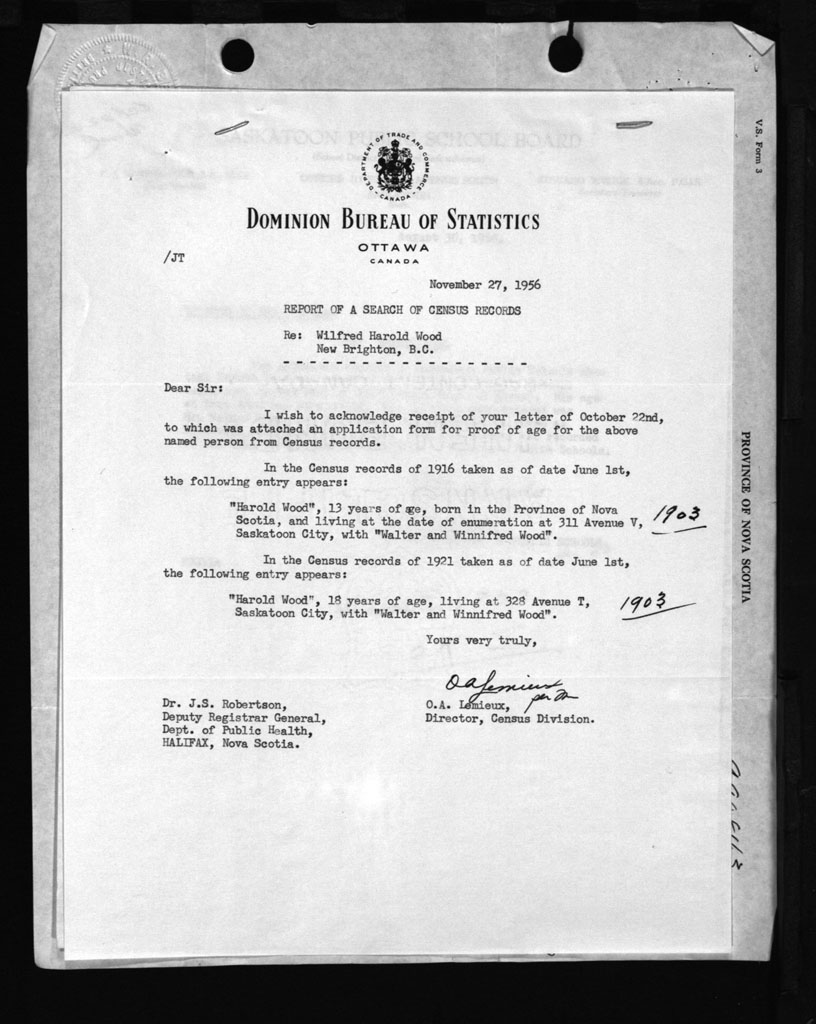 V.S. Form 3
SASKATOON PUBLIC SCHOOL BOARD
DEPARTMENT OF TRADE AND COMMERCE
- CANADA -
DOMINION BUREAU OF STATISTICS
OTTAWA
CANADA
/JT
November 27, 1956
REPORT OF A SEARCH OF CENSUS RECORDS
Re: Wilfred Harold Wood
New Brighton, B.C.
- - - - - - - - - - - - - - - - - - - -
Dear Sir:
I wish to acknowledge receipt of your letter of October 22nd,
to which was attached an application form for proof of age for the above
named person from Census records.
In the Census records of 1916 taken as of date June 1st,
the following entry appears:
"Harold Wood", 13 years of age, born in the Province of Nova
Scotia, and living at the date of enumeration at 311 Avenue V,
Saskatoon City, with "Walter and Winnifred Wood".
1903
In the Census records of 1921 taken as of date June 1st,
the following entry appears:
"Harold Wood", 18 years of age, living at 328 Avenue T,
Saskatoon City, with "Walter and Winnifred Wood".
1903
Yours very truly,
OALemieux
per
Dr. J.S. Robertson,
Deputy Registrar General,
Dept. of Public Health,
HALIFAX, Nova Scotia.
O.A. Lemieux,
Director, Census Division.
PROVINCE OF NOVA SCOTIA